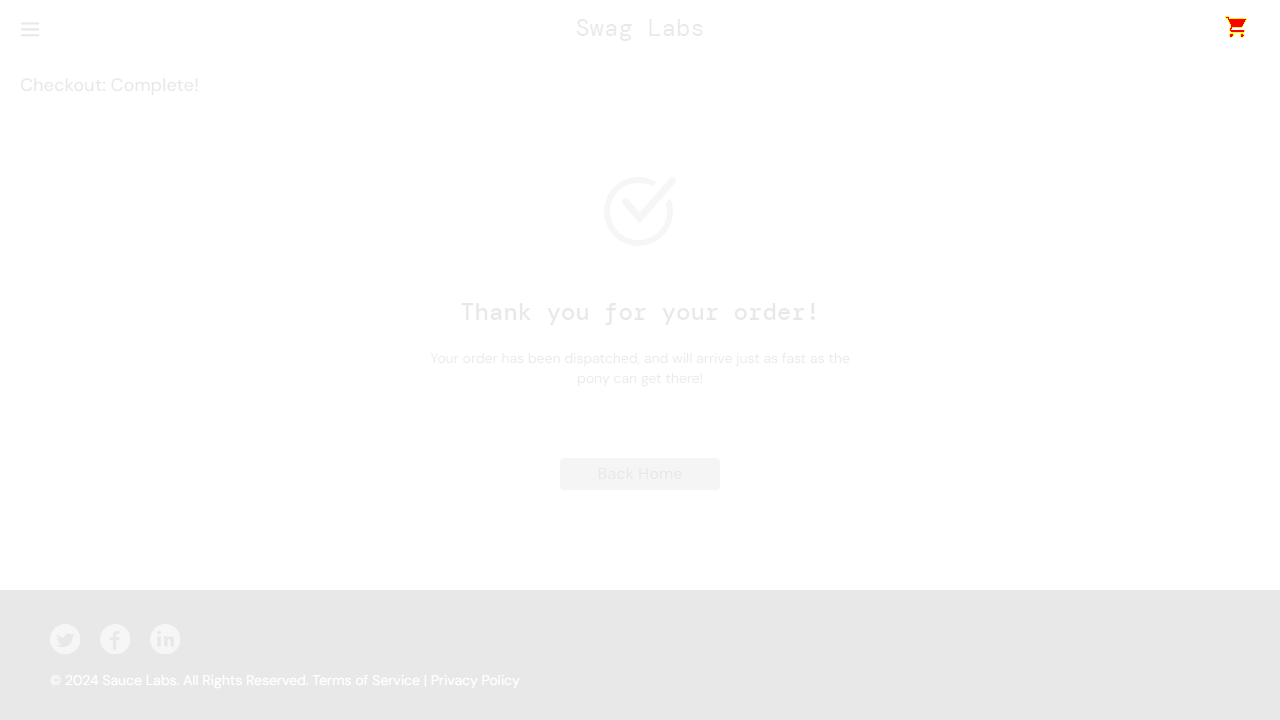 Swag Labs
Checkout: Complete!
Thank you for your order!
Your order has been dispatched, and will arrive just as fast as the
pony can get there!
Back Home
© 2024 Sauce Labs. All Rights Reserved. Terms of Service | Privacy Policy